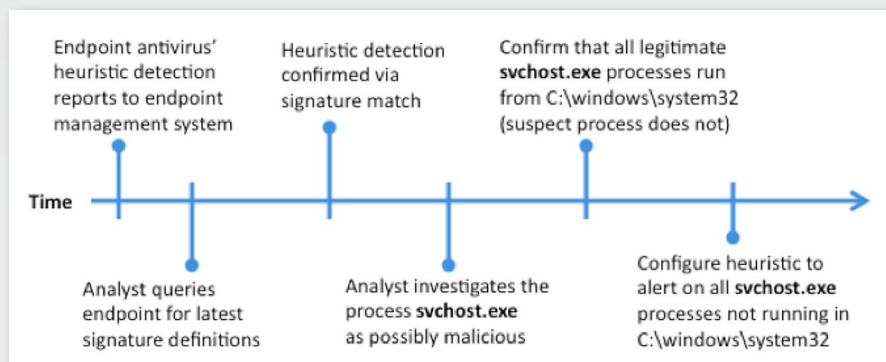 Endpoint antivirus'
heuristic detection
reports to endpoint
management system
Heuristic detection
confirmed via
signature match
Confirm that all legitimate
svchost.exe processes run
from C:\windows\system32
(suspect process does not)
Time
Analyst queries
endpoint for latest
signature definitions
Analyst investigates the
process svchost.exe
as possibly malicious
Configure heuristic to
alert on all svchost.exe
processes not running in
C:\windows\system32